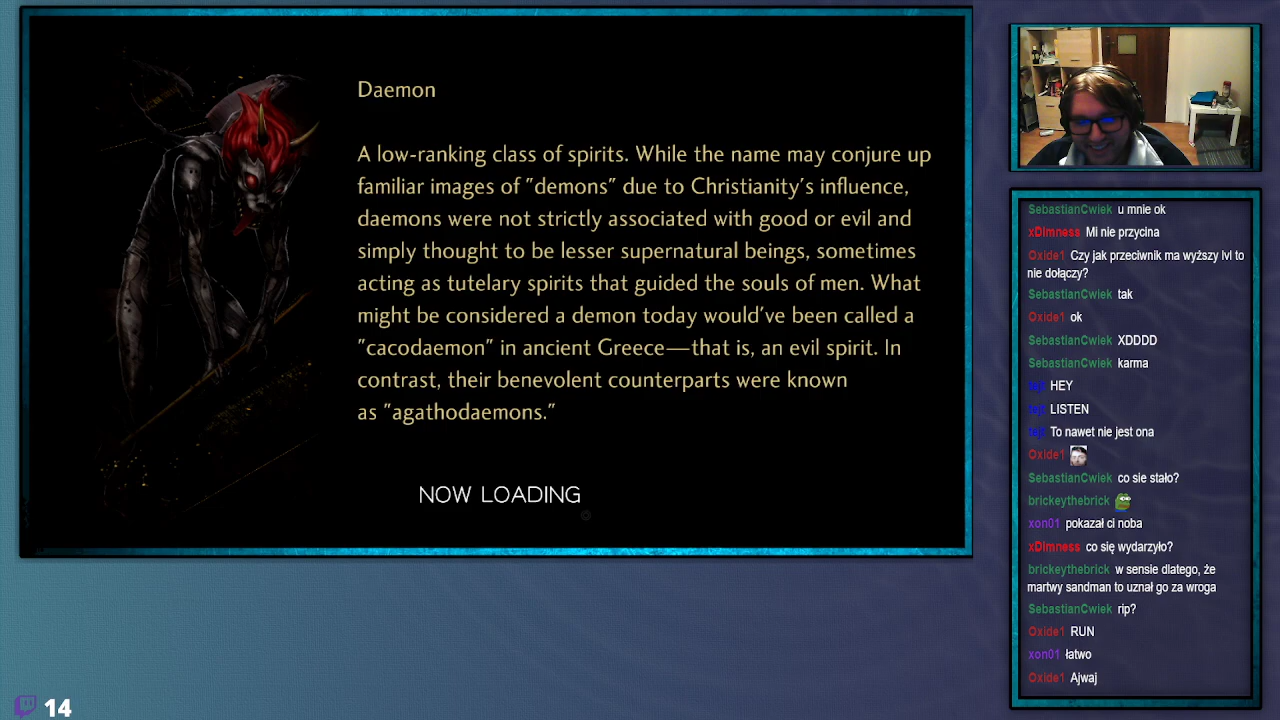 Daemon
A low-ranking class of spirits. While the name may conjure up
familiar images of "demons" due to Christianity's influence,
daemons were not strictly associated with good or evil and
simply thought to be lesser supernatural beings, sometimes
acting as tutelary spirits that guided the souls of men. What
might be considered a demon today would've been called a
"cacodaemon" in ancient Greece—that is, an evil spirit. In
contrast, their benevolent counterparts were known
as "agathodaemons."
NOW LOADING
SebastianCwiek u mnie ok
xDImness Mi nie przycina
Oxide1 Czy jak przeciwnik ma wyższy lvl to
nie dołączy?
SebastianCwiek tak
Oxide1 ok
SebastianCwiek XDDDD
SebastianCwiek karma
HEY
LISTEN
To nawet nie jest ona
Oxide1
SebastianCwiek co sie stało?
brickeythebrick
xon01 pokazał ci noba
xDImness co się wydarzyło?
brickeythebrick w sensie dlatego, że
martwy sandman to uznał go za wroga
SebastianCwiek rip?
Oxide1 RUN
xon01 łatwo
Oxide1 Ajwaj
14